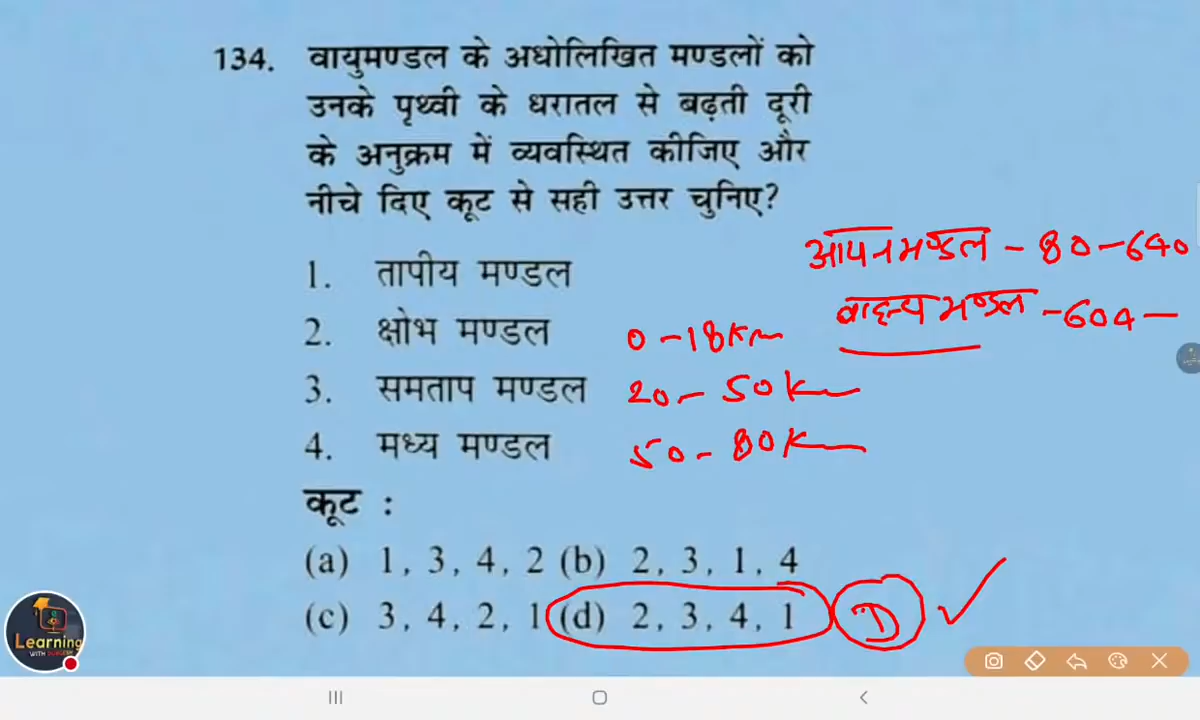 134. वायुमण्डल के अधोलिखित मण्डलों को
उनके पृथ्वी के धरातल से बढ़ती दूरी
के अनुक्रम में व्यवस्थित कीजिए और
नीचे दिए कूट से सही उत्तर चुनिए?
आयनमण्डल - 80-640
वाह्य मण्डल - 604 -
1. तापीय मण्डल
2. क्षोभ मण्डल 0-18km
3. समताप मण्डल 20-50km
4. मध्य मण्डल 50-80km
कूट :
(a) 1, 3, 4, 2 (b) 2, 3, 1, 4
(c) 3, 4, 2, 1 (d) 2, 3, 4, 1 D
Learning